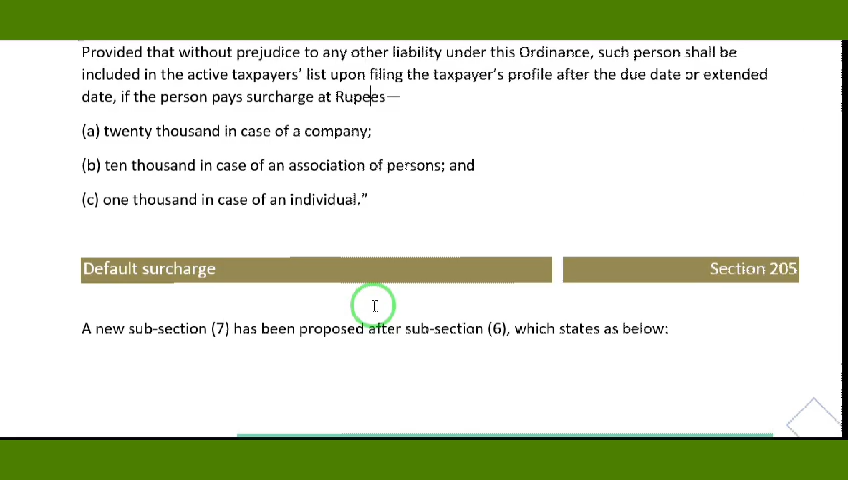 Provided that without prejudice to any other liability under this Ordinance, such person shall be
included in the active taxpayers' list upon filing the taxpayer's profile after the due date or extended
date, if the person pays surcharge at Rupees—
(a) twenty thousand in case of a company;
(b) ten thousand in case of an association of persons; and
(c) one thousand in case of an individual.”
Default surcharge Section 205
A new sub-section (7) has been proposed after sub-section (6), which states as below: